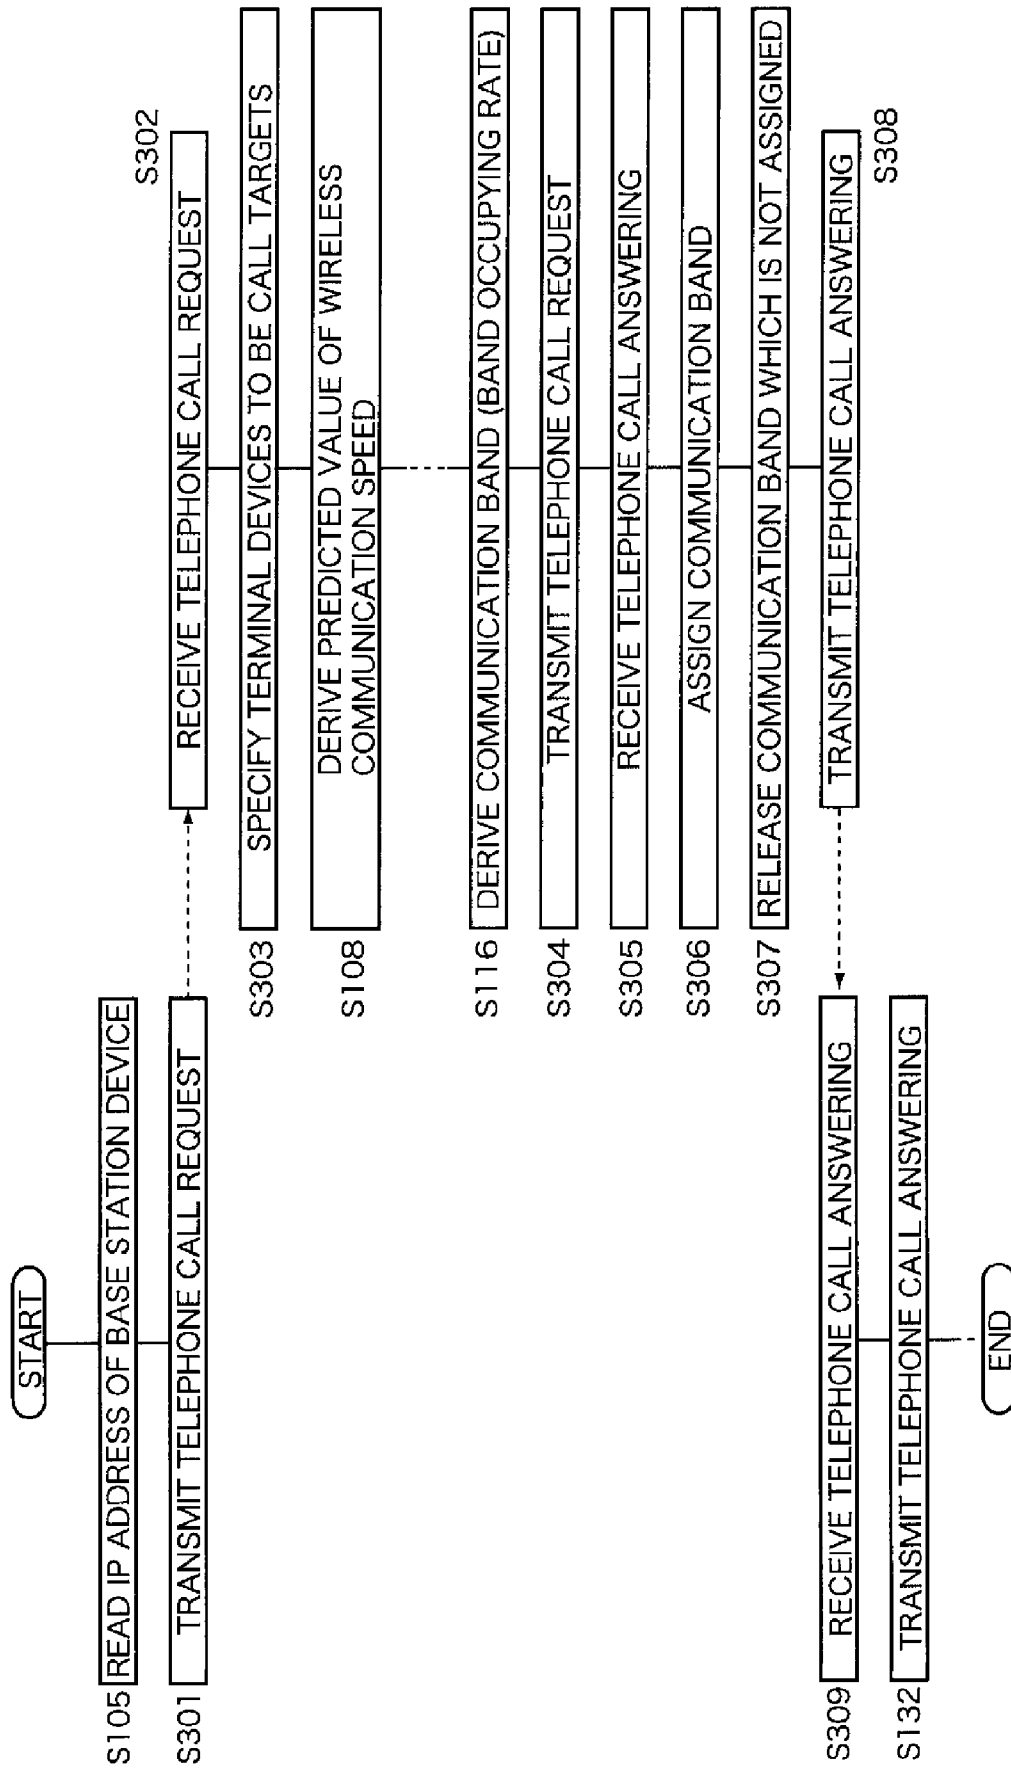 START
S105 READ IP ADDRESS OF BASE STATION DEVICE
S301 TRANSMIT TELEPHONE CALL REQUEST
S302
RECEIVE TELEPHONE CALL REQUEST
S303 SPECIFY TERMINAL DEVICES TO BE CALL TARGETS
S108 DERIVE PREDICTED VALUE OF WIRELESS
COMMUNICATION SPEED
S116 DERIVE COMMUNICATION BAND (BAND OCCUPYING RATE)
S304 TRANSMIT TELEPHONE CALL REQUEST
S305 RECEIVE TELEPHONE CALL ANSWERING
S306 ASSIGN COMMUNICATION BAND
S307 RELEASE COMMUNICATION BAND WHICH IS NOT ASSIGNED
TRANSMIT TELEPHONE CALL ANSWERING
S308
S309 RECEIVE TELEPHONE CALL ANSWERING
S132 TRANSMIT TELEPHONE CALL ANSWERING
END